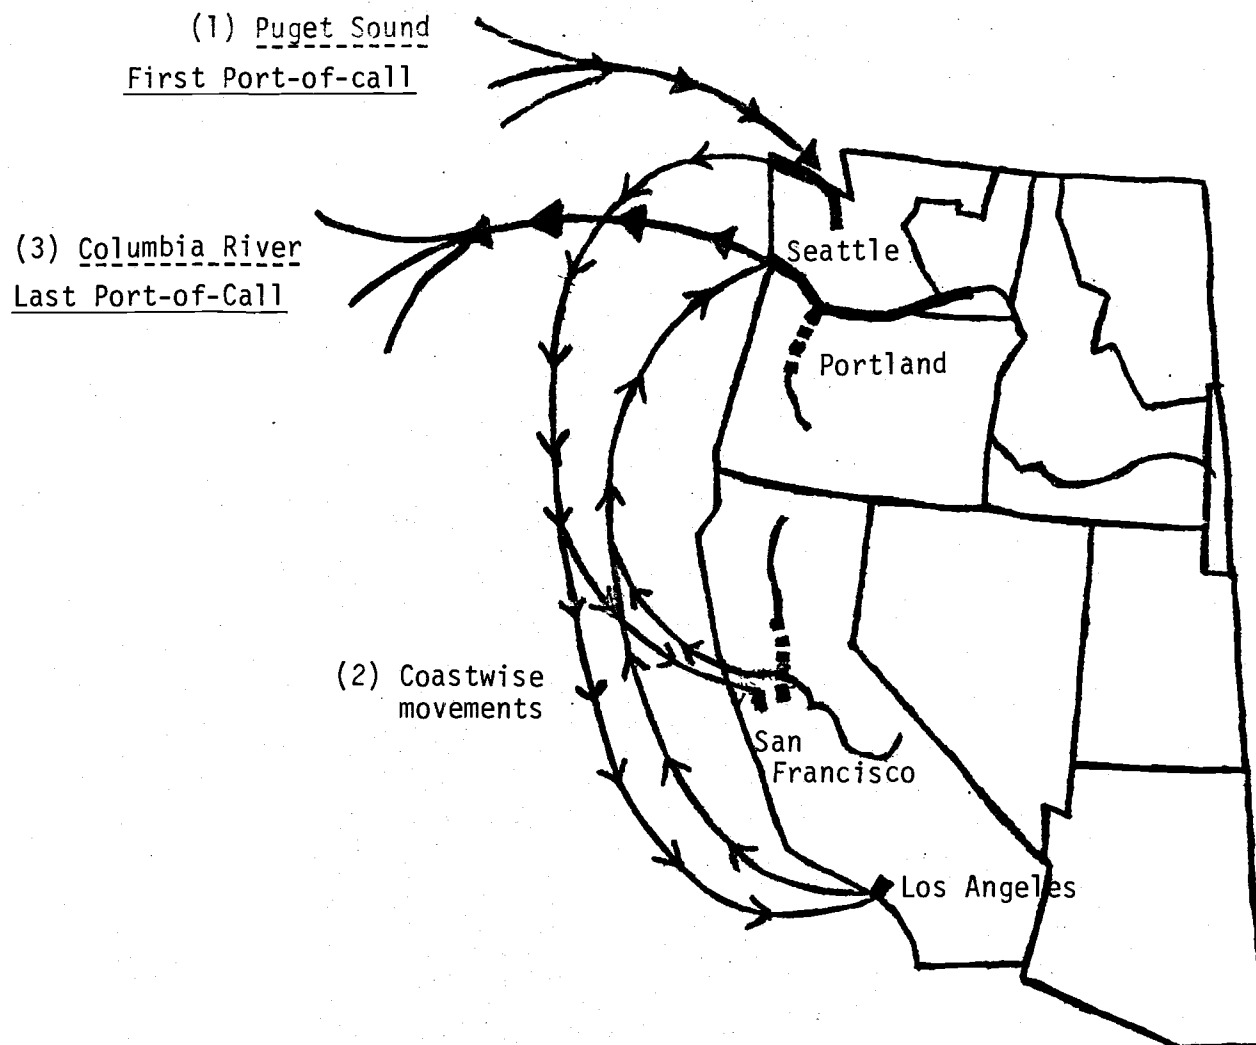 (1) Puget Sound
First Port-of-call
(3) Columbia River
Last Port-of-Call
Seattle
Portland
(2) Coastwise
movements
San
Francisco
Los Angeles